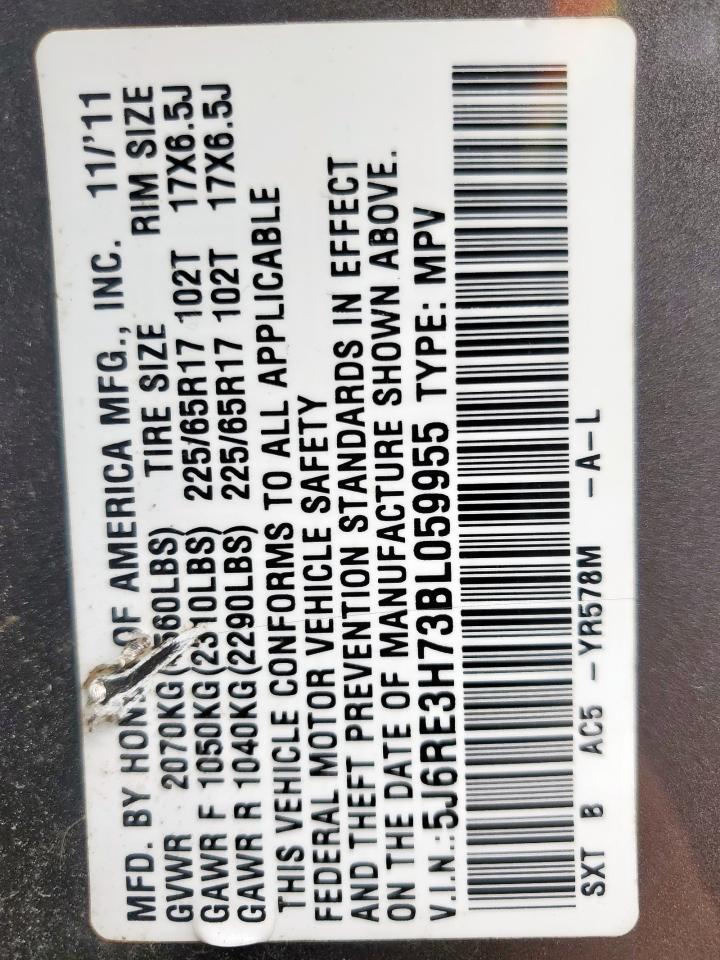 MFD. BY HON OF AMERICA MFG., INC. 11/'11
GVWR 2070KG ( 560LBS) TIRE SIZE RIM SIZE
GAWR F 1050KG (2310LBS) 225/65R17 102T 17X6.5J
GAWR R 1040KG (2290LBS) 225/65R17 102T 17X6.5J
THIS VEHICLE CONFORMS TO ALL APPLICABLE
FEDERAL MOTOR VEHICLE SAFETY
AND THEFT PREVENTION STANDARDS IN EFFECT
ON THE DATE OF MANUFACTURE SHOWN ABOVE.
V.I.N.: 5J6RE3H73BL059955 TYPE: MPV
SXT B AC5 - YR578M -A-L